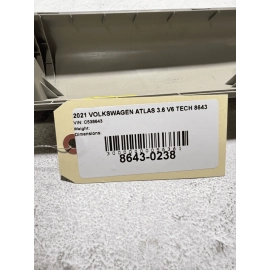 2021 VOLKSWAGEN ATLAS 3.6 V6 TECH 8643
VIN: C538643
Weight:
Dimensions
8643-0238